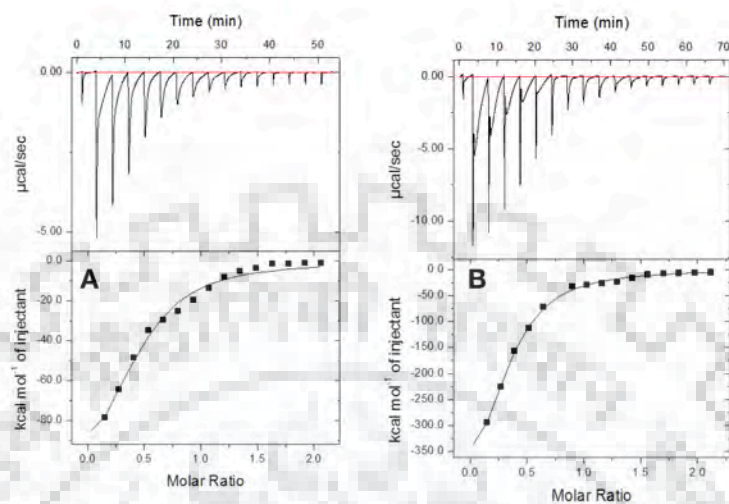 Time (min)
0 10 20 30 40 50
0.00
-5.00
µcal/sec
A
0.0
-20.0
-40.0
-60.0
-80.0
kcal mol⁻¹ of injectant
0.0 0.5 1.0 1.5 2.0
Molar Ratio
Time (min)
0 10 20 30 40 50 60 70
0.00
-5.00
-10.00
µcal/sec
B
0.0
-50.0
-100.0
-150.0
-200.0
-250.0
-300.0
-350.0
kcal mol⁻¹ of injectant
0.0 0.5 1.0 1.5 2.0
Molar Ratio